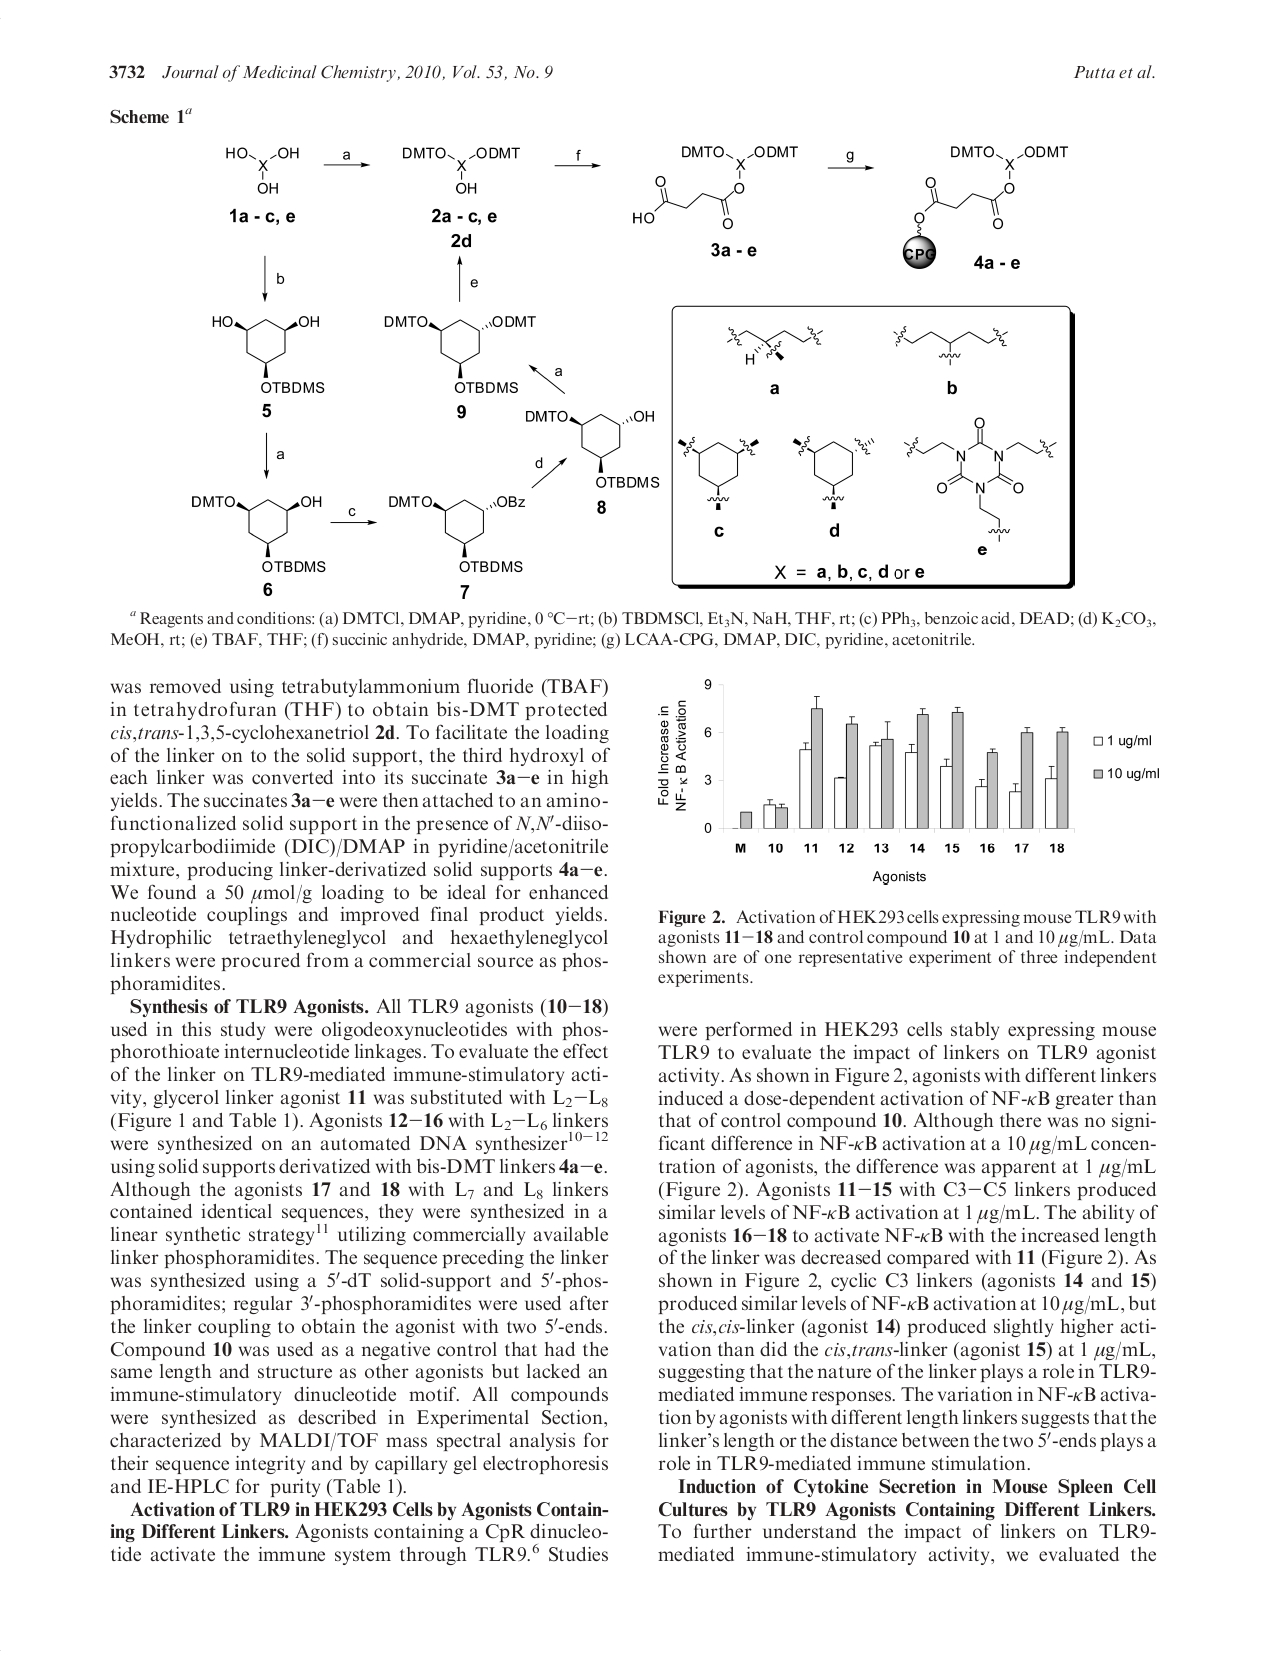 3732 Journal of Medicinal Chemistry, 2010, Vol. 53, No. 9 Putta et al.
Scheme 1a
HO OH a DMTO ODMT f DMTO ODMT g DMTO ODMT
X X X X
OH OH O O
O O
HO O O O
1a - c, e 2a - c, e
2d 3a - e CPG 4a - e
b e
HO OH DMTO ODMT
OTBDMS OTBDMS
5 9
a
DMTO OH
OTBDMS
8
a d
DMTO OH c DMTO OBz
OTBDMS OTBDMS
6 7
H
a b
O
N N
O N O
c d e
X = a, b, c, d or e
a Reagents and conditions: (a) DMTCl, DMAP, pyridine, 0 °C−rt; (b) TBDMSCl, Et3N, NaH, THF, rt; (c) PPh3, benzoic acid, DEAD; (d) K2CO3,
MeOH, rt; (e) TBAF, THF; (f) succinic anhydride, DMAP, pyridine; (g) LCAA-CPG, DMAP, DIC, pyridine, acetonitrile.
was removed using tetrabutylammonium fluoride (TBAF)
in tetrahydrofuran (THF) to obtain bis-DMT protected
cis,trans-1,3,5-cyclohexanetriol 2d. To facilitate the loading
of the linker on to the solid support, the third hydroxyl of
each linker was converted into its succinate 3a−e in high
yields. The succinates 3a−e were then attached to an amino-
functionalized solid support in the presence of N,N′-diiso-
propylcarbodiimide (DIC)/DMAP in pyridine/acetonitrile
mixture, producing linker-derivatized solid supports 4a−e.
We found a 50 μmol/g loading to be ideal for enhanced
nucleotide couplings and improved final product yields.
Hydrophilic tetraethyleneglycol and hexaethyleneglycol
linkers were procured from a commercial source as phos-
phoramidites.
Synthesis of TLR9 Agonists. All TLR9 agonists (10−18)
used in this study were oligodeoxynucleotides with phos-
phorothioate internucleotide linkages. To evaluate the effect
of the linker on TLR9-mediated immune-stimulatory acti-
vity, glycerol linker agonist 11 was substituted with L2−L8
(Figure 1 and Table 1). Agonists 12−16 with L2−L6 linkers
were synthesized on an automated DNA synthesizer10−12
using solid supports derivatized with bis-DMT linkers 4a−e.
Although the agonists 17 and 18 with L7 and L8 linkers
contained identical sequences, they were synthesized in a
linear synthetic strategy11 utilizing commercially available
linker phosphoramidites. The sequence preceding the linker
was synthesized using a 5′-dT solid-support and 5′-phos-
phoramidites; regular 3′-phosphoramidites were used after
the linker coupling to obtain the agonist with two 5′-ends.
Compound 10 was used as a negative control that had the
same length and structure as other agonists but lacked an
immune-stimulatory dinucleotide motif. All compounds
were synthesized as described in Experimental Section,
characterized by MALDI/TOF mass spectral analysis for
their sequence integrity and by capillary gel electrophoresis
and IE-HPLC for purity (Table 1).
Activation of TLR9 in HEK293 Cells by Agonists Contain-
ing Different Linkers. Agonists containing a CpR dinucleo-
tide activate the immune system through TLR9.6 Studies
Fold Increase in
NF- κ B Activation
9
6
3
0
M 10 11 12 13 14 15 16 17 18
Agonists
1 ug/ml
10 ug/ml
Figure 2. Activation of HEK293 cells expressing mouse TLR9 with
agonists 11−18 and control compound 10 at 1 and 10 μg/mL. Data
shown are of one representative experiment of three independent
experiments.
were performed in HEK293 cells stably expressing mouse
TLR9 to evaluate the impact of linkers on TLR9 agonist
activity. As shown in Figure 2, agonists with different linkers
induced a dose-dependent activation of NF-κB greater than
that of control compound 10. Although there was no signi-
ficant difference in NF-κB activation at a 10 μg/mL concen-
tration of agonists, the difference was apparent at 1 μg/mL
(Figure 2). Agonists 11−15 with C3−C5 linkers produced
similar levels of NF-κB activation at 1 μg/mL. The ability of
agonists 16−18 to activate NF-κB with the increased length
of the linker was decreased compared with 11 (Figure 2). As
shown in Figure 2, cyclic C3 linkers (agonists 14 and 15)
produced similar levels of NF-κB activation at 10 μg/mL, but
the cis,cis-linker (agonist 14) produced slightly higher acti-
vation than did the cis,trans-linker (agonist 15) at 1 μg/mL,
suggesting that the nature of the linker plays a role in TLR9-
mediated immune responses. The variation in NF-κB activa-
tion by agonists with different length linkers suggests that the
linker's length or the distance between the two 5′-ends plays a
role in TLR9-mediated immune stimulation.
Induction of Cytokine Secretion in Mouse Spleen Cell
Cultures by TLR9 Agonists Containing Different Linkers.
To further understand the impact of linkers on TLR9-
mediated immune-stimulatory activity, we evaluated the